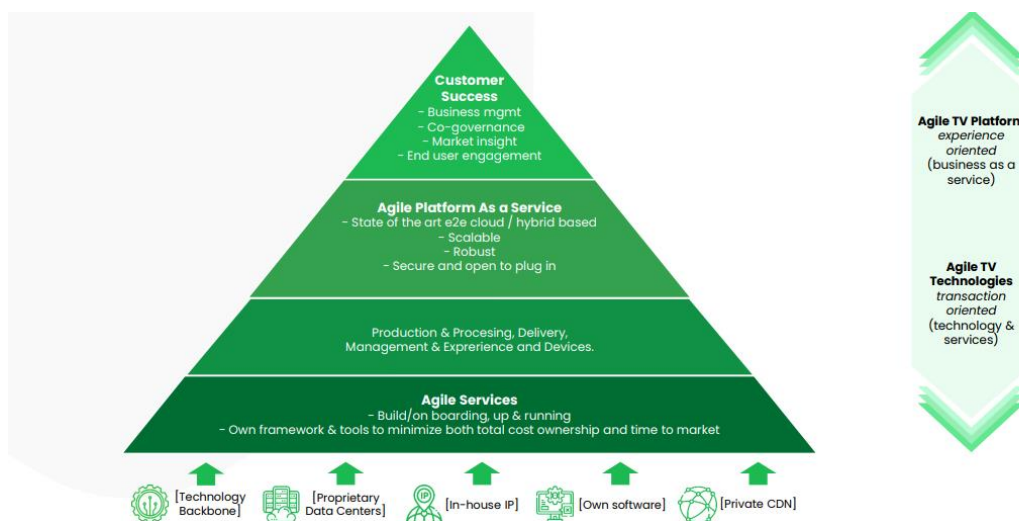 Customer
Success
- Business mgmt
- Co-governance
- Market insight
- End user engagement
Agile Platform As a Service
- State of the art e2e cloud / hybrid based
- Scalable
- Robust
- Secure and open to plug in
Production & Procesing, Delivery,
Management & Exprerience and Devices.
Agile Services
- Build/on boarding, up & running
- Own framework & tools to minimize both total cost ownership and time to market
[Technology
Backbone]
[Proprietary
Data Centers]
IP
[In-house IP]
[Own software]
[Private CDN]
Agile TV Platform
experience
oriented
(business as a
service)
Agile TV
Technologies
transaction
oriented
(technology &
services)